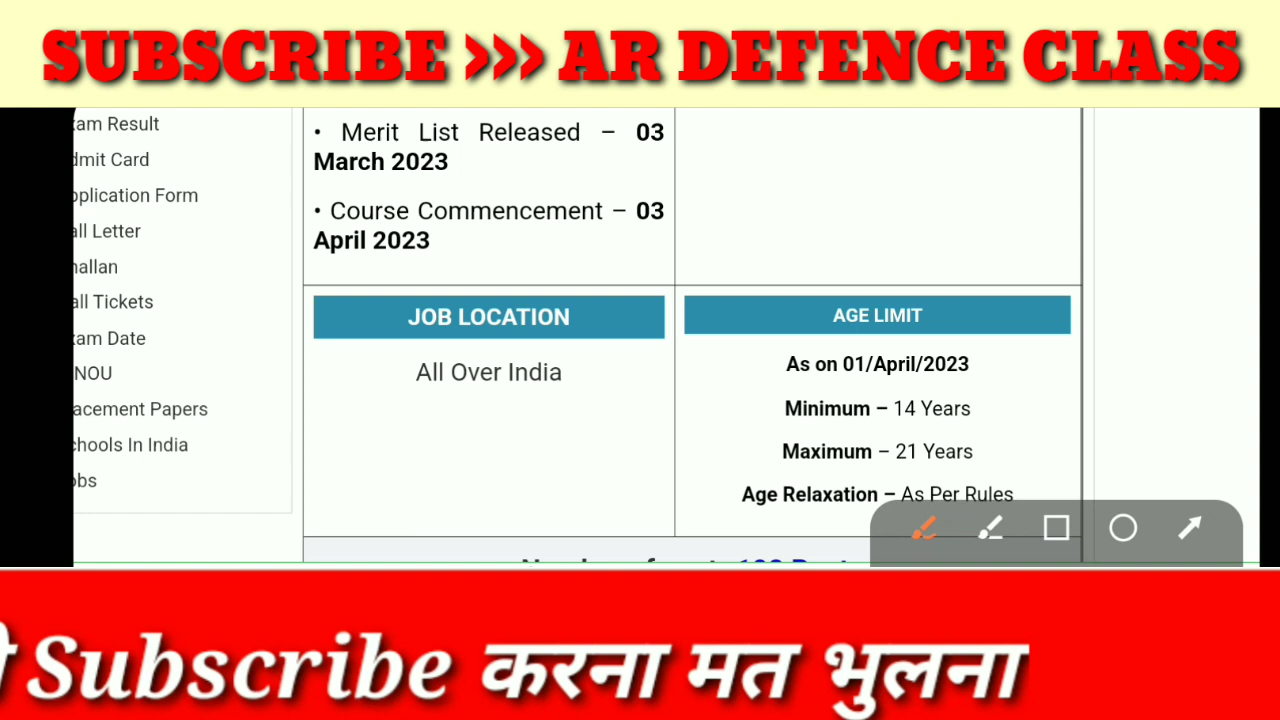 SUBSCRIBE >>> AR DEFENCE CLASS
xam Result
dmit Card
pplication Form
all Letter
hallan
all Tickets
xam Date
NOU
acement Papers
chools In India
obs
• Merit List Released – 03
March 2023
• Course Commencement – 03
April 2023
JOB LOCATION
All Over India
AGE LIMIT
As on 01/April/2023
Minimum – 14 Years
Maximum – 21 Years
Age Relaxation – As Per Rules
Subscribe करना मत भुलना